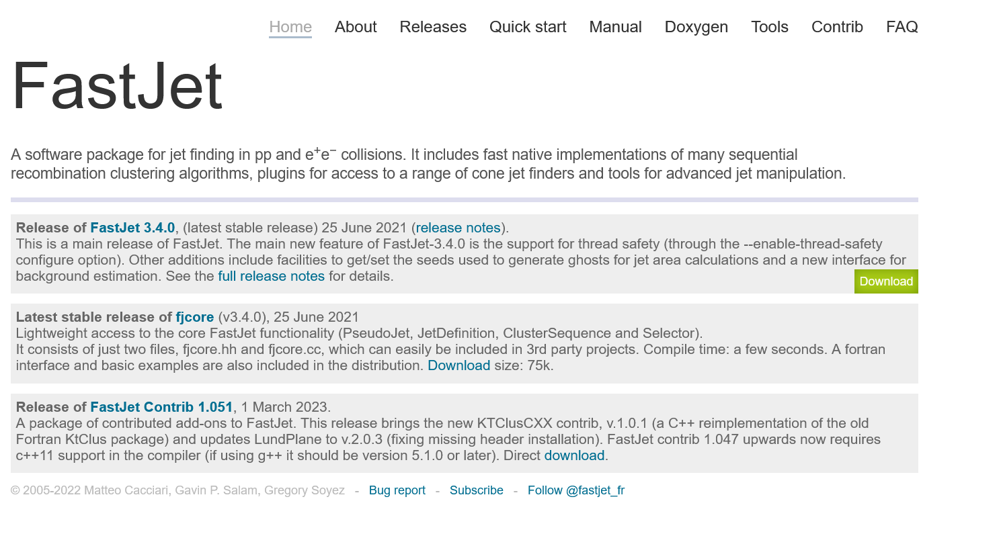 Home About Releases Quick start Manual Doxygen Tools Contrib FAQ
FastJet
A software package for jet finding in pp and e⁺e⁻ collisions. It includes fast native implementations of many sequential
recombination clustering algorithms, plugins for access to a range of cone jet finders and tools for advanced jet manipulation.
Release of FastJet 3.4.0, (latest stable release) 25 June 2021 (release notes).
This is a main release of FastJet. The main new feature of FastJet-3.4.0 is the support for thread safety (through the --enable-thread-safety
configure option). Other additions include facilities to get/set the seeds used to generate ghosts for jet area calculations and a new interface for
background estimation. See the full release notes for details.
Download
Latest stable release of fjcore (v3.4.0), 25 June 2021
Lightweight access to the core FastJet functionality (PseudoJet, JetDefinition, ClusterSequence and Selector).
It consists of just two files, fjcore.hh and fjcore.cc, which can easily be included in 3rd party projects. Compile time: a few seconds. A fortran
interface and basic examples are also included in the distribution. Download size: 75k.
Release of FastJet Contrib 1.051, 1 March 2023.
A package of contributed add-ons to FastJet. This release brings the new KTClusCXX contrib, v.1.0.1 (a C++ reimplementation of the old
Fortran KtClus package) and updates LundPlane to v.2.0.3 (fixing missing header installation). FastJet contrib 1.047 upwards now requires
c++11 support in the compiler (if using g++ it should be version 5.1.0 or later). Direct download.
© 2005-2022 Matteo Cacciari, Gavin P. Salam, Gregory Soyez - Bug report - Subscribe - Follow @fastjet_fr